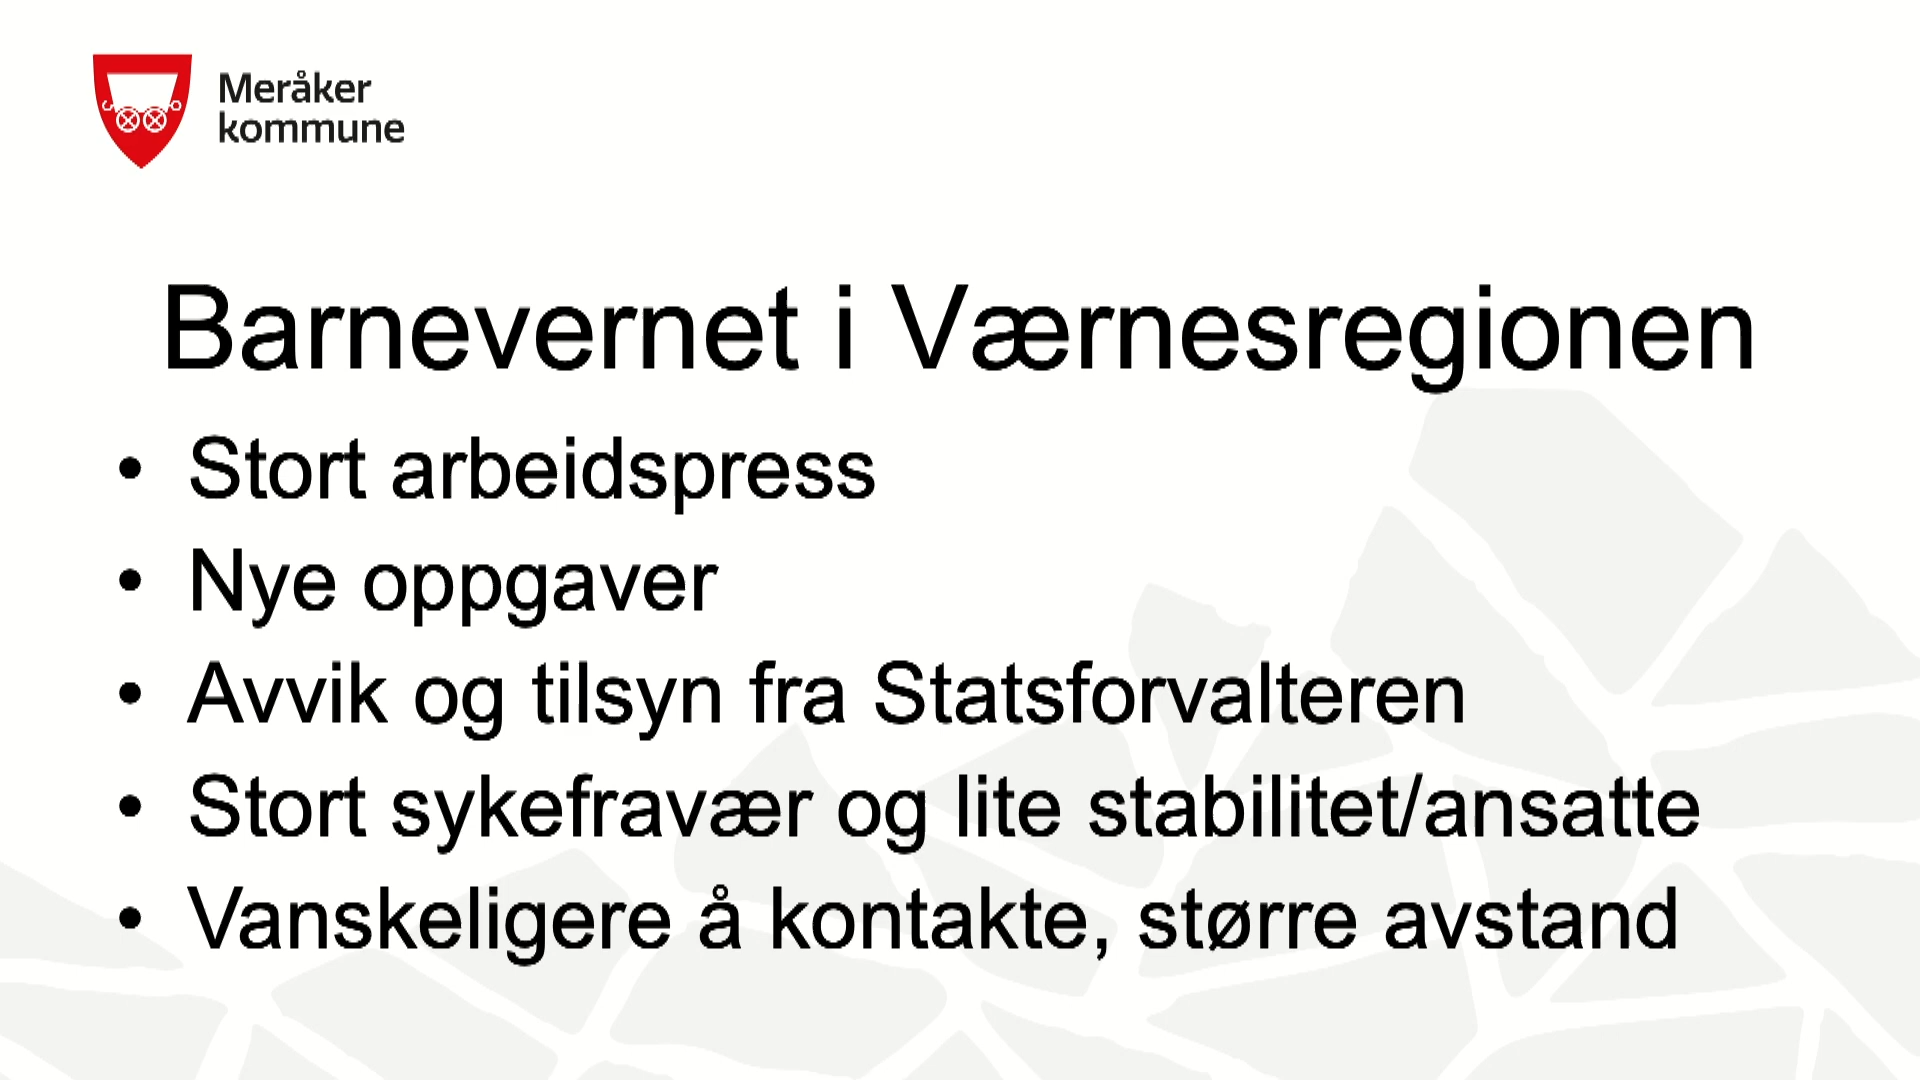 Meråker
kommune
Barnevernet i Værnesregionen
• Stort arbeidspress
• Nye oppgaver
• Avvik og tilsyn fra Statsforvalteren
• Stort sykefravær og lite stabilitet/ansatte
• Vanskeligere å kontakte, større avstand